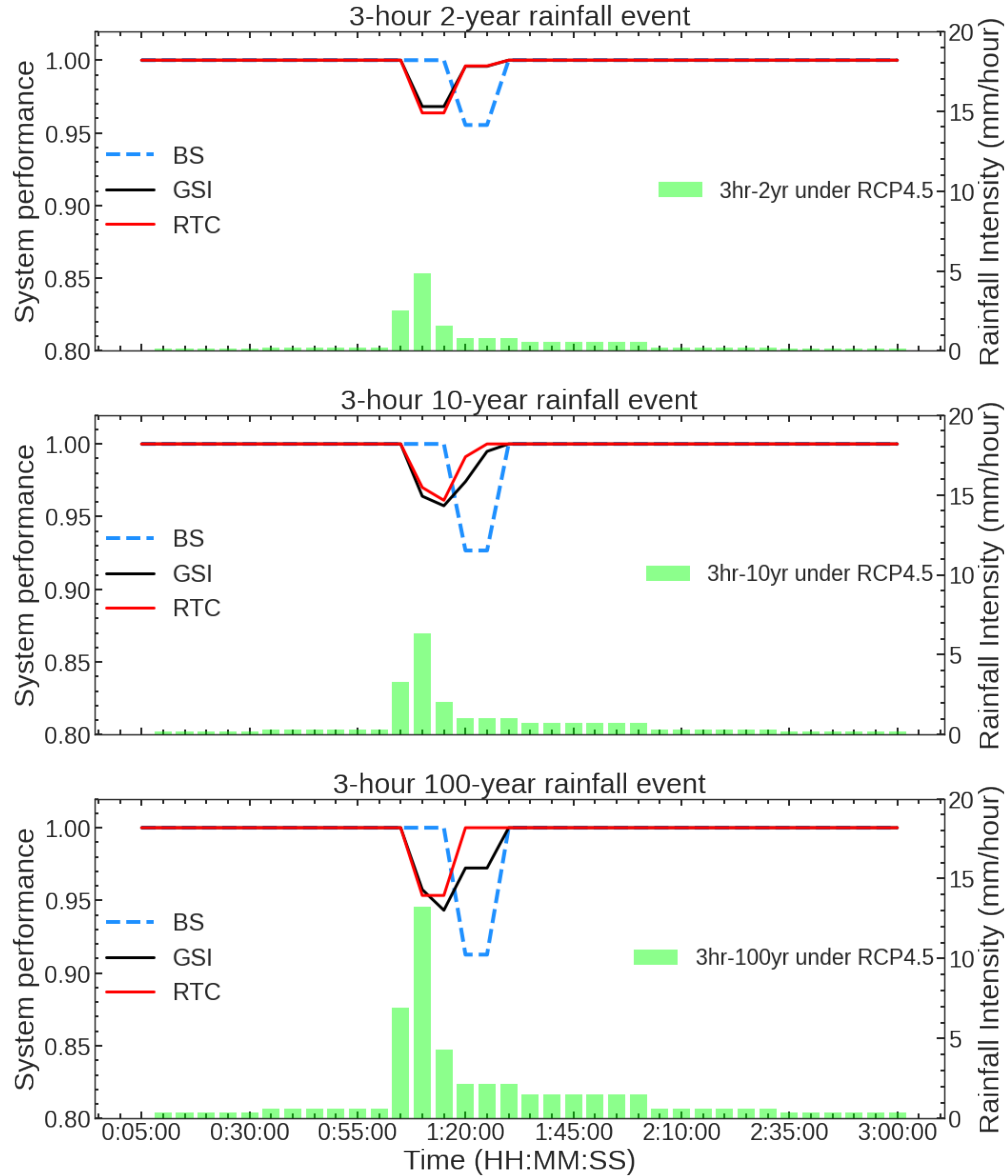 3-hour 2-year rainfall event
System performance
1.00
0.95
0.90
0.85
0.80
BS
GSI
RTC
3hr-2yr under RCP4.5
20
15
10
5
0
Rainfall Intensity (mm/hour)
3-hour 10-year rainfall event
System performance
1.00
0.95
0.90
0.85
0.80
BS
GSI
RTC
3hr-10yr under RCP4.5
20
15
10
5
0
Rainfall Intensity (mm/hour)
3-hour 100-year rainfall event
System performance
1.00
0.95
0.90
0.85
0.80
BS
GSI
RTC
3hr-100yr under RCP4.5
20
15
10
5
0
Rainfall Intensity (mm/hour)
0:05:00 0:30:00 0:55:00 1:20:00 1:45:00 2:10:00 2:35:00 3:00:00
Time (HH:MM:SS)